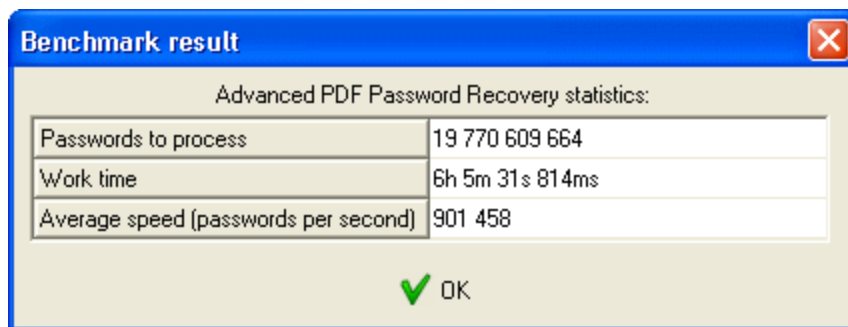 Benchmark result
Advanced PDF Password Recovery statistics:
Passwords to process 19 770 609 664
Work time 6h 5m 31s 814ms
Average speed (passwords per second) 901 458
OK